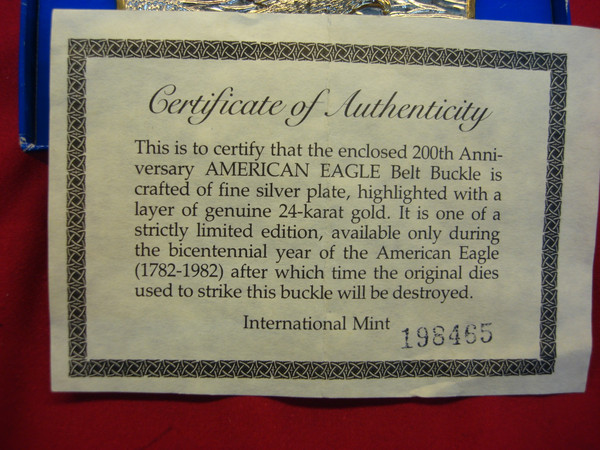 Certificate of Authenticity
This is to certify that the enclosed 200th Anni-
versary AMERICAN EAGLE Belt Buckle is
crafted of fine silver plate, highlighted with a
layer of genuine 24-karat gold. It is one of a
strictly limited edition, available only during
the bicentennial year of the American Eagle
(1782-1982) after which time the original dies
used to strike this buckle will be destroyed.
International Mint 198465